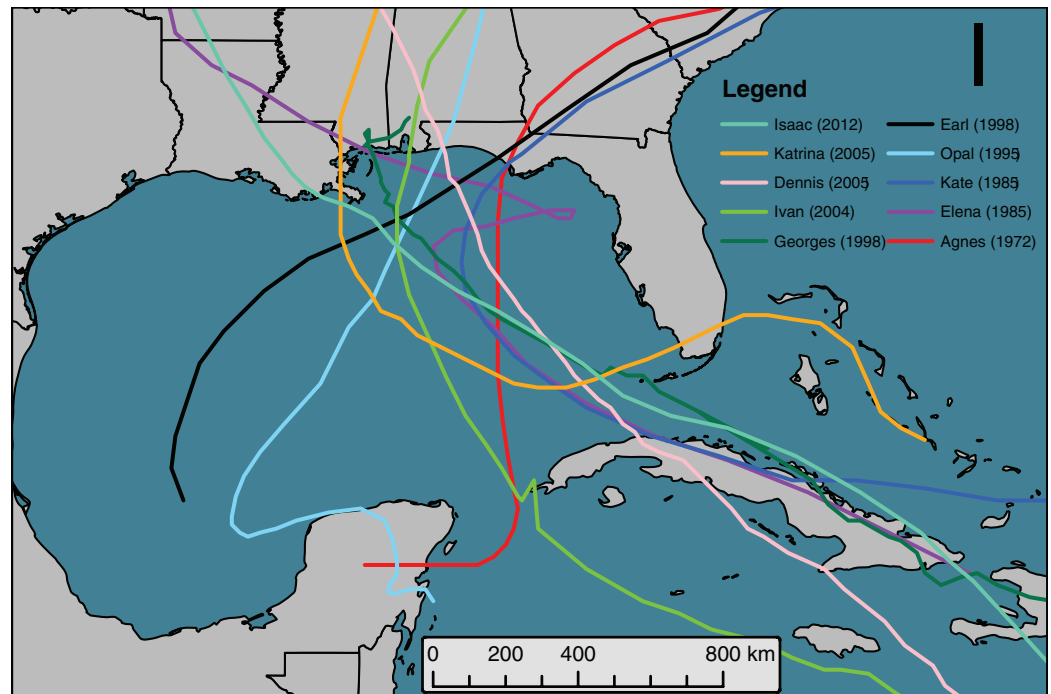 Legend
Isaac (2012)
Katrina (2005)
Dennis (2005)
Ivan (2004)
Georges (1998)
Earl (1998)
Opal (1995)
Kate (1985)
Elena (1985)
Agnes (1972)
0 200 400 800 km